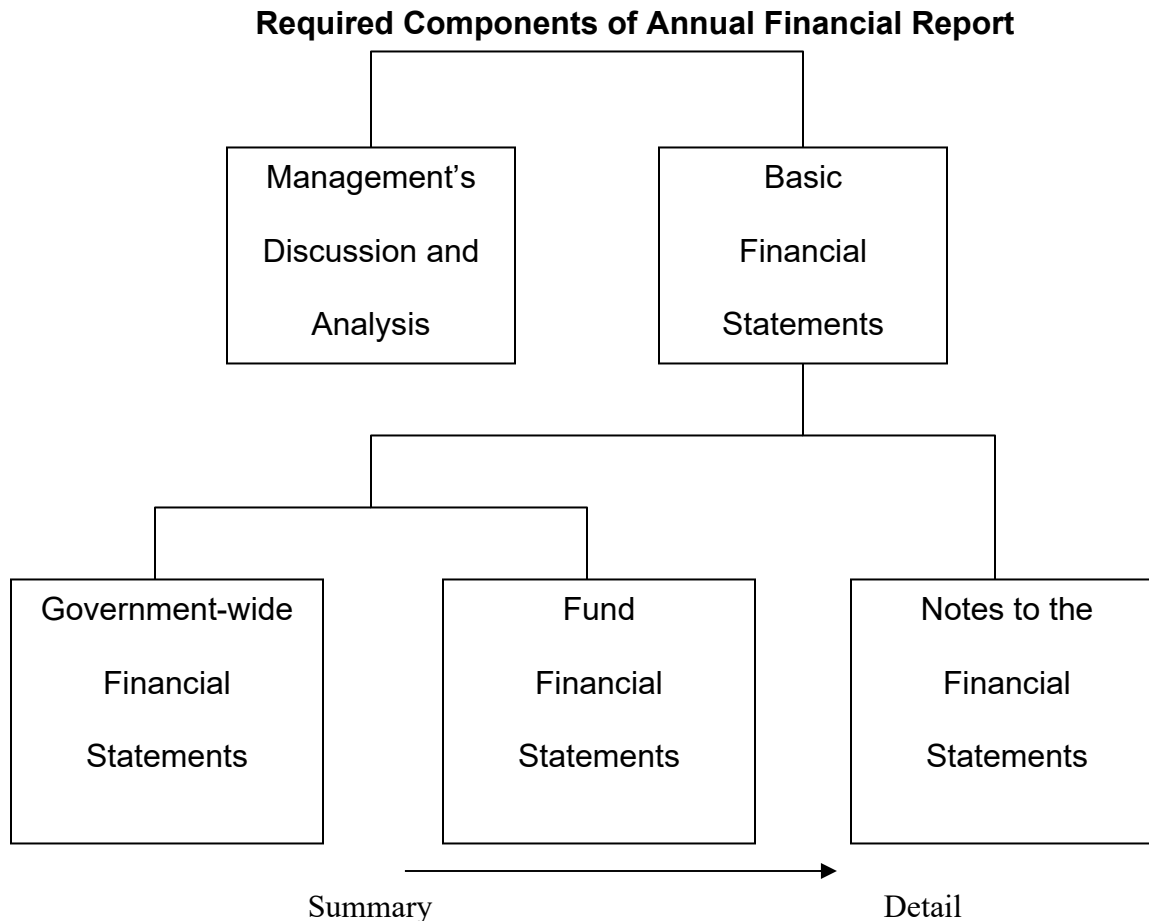 Required Components of Annual Financial Report
Management’s
Discussion and
Analysis
Basic
Financial
Statements
Government-wide
Financial
Statements
Fund
Financial
Statements
Notes to the
Financial
Statements
Summary
Detail